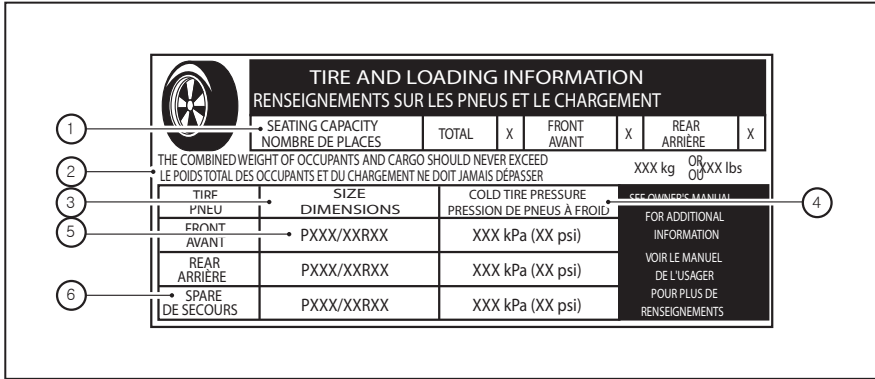 TIRE AND LOADING INFORMATION
RENSEIGNEMENTS SUR LES PNEUS ET LE CHARGEMENT
1
SEATING CAPACITY
NOMBRE DE PLACES
TOTAL
X
FRONT
AVANT
X
REAR
ARRIÈRE
X
2
THE COMBINED WEIGHT OF OCCUPANTS AND CARGO SHOULD NEVER EXCEED
LE POIDS TOTAL DES OCCUPANTS ET DU CHARGEMENT NE DOIT JAMAIS DÉPASSER
XXX kg
OR
OU
XXX lbs
3
TIRE
PNEU
SIZE
DIMENSIONS
COLD TIRE PRESSURE
PRESSION DE PNEUS À FROID
4
SEE OWNER'S MANUAL
FOR ADDITIONAL
INFORMATION
VOIR LE MANUEL
DE L'USAGER
POUR PLUS DE
RENSEIGNEMENTS
5
FRONT
AVANT
PXXX/XXRXX
XXX kPa (XX psi)
REAR
ARRIÈRE
PXXX/XXRXX
XXX kPa (XX psi)
6
SPARE
DE SECOURS
PXXX/XXRXX
XXX kPa (XX psi)